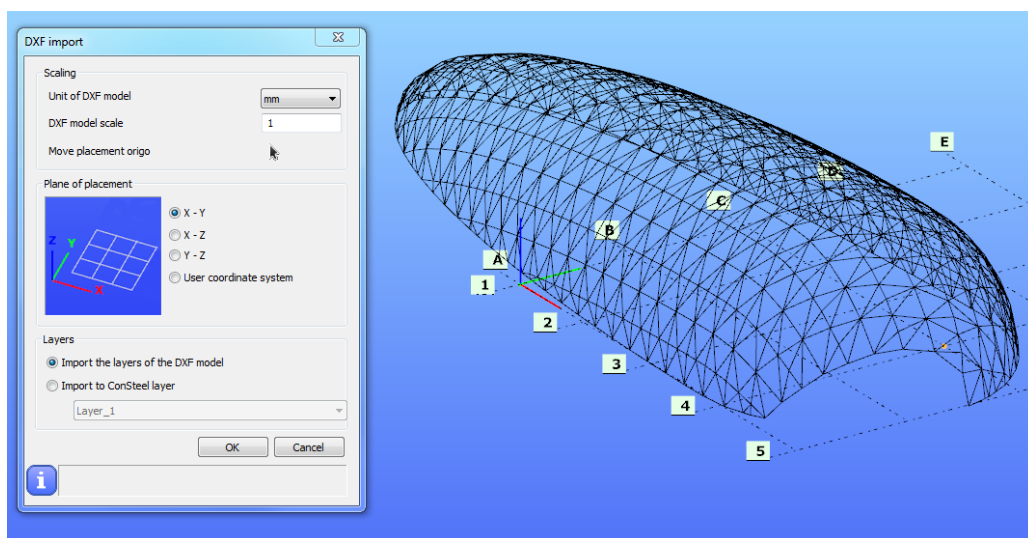 DXF import
Scaling
Unit of DXF model
mm
DXF model scale
1
Move placement origo
Plane of placement
Z
Y
X
X - Y
X - Z
Y - Z
User coordinate system
Layers
Import the layers of the DXF model
Import to ConSteel layer
Layer_1
OK
Cancel
i
E
D
C
B
A
1
2
3
4
5